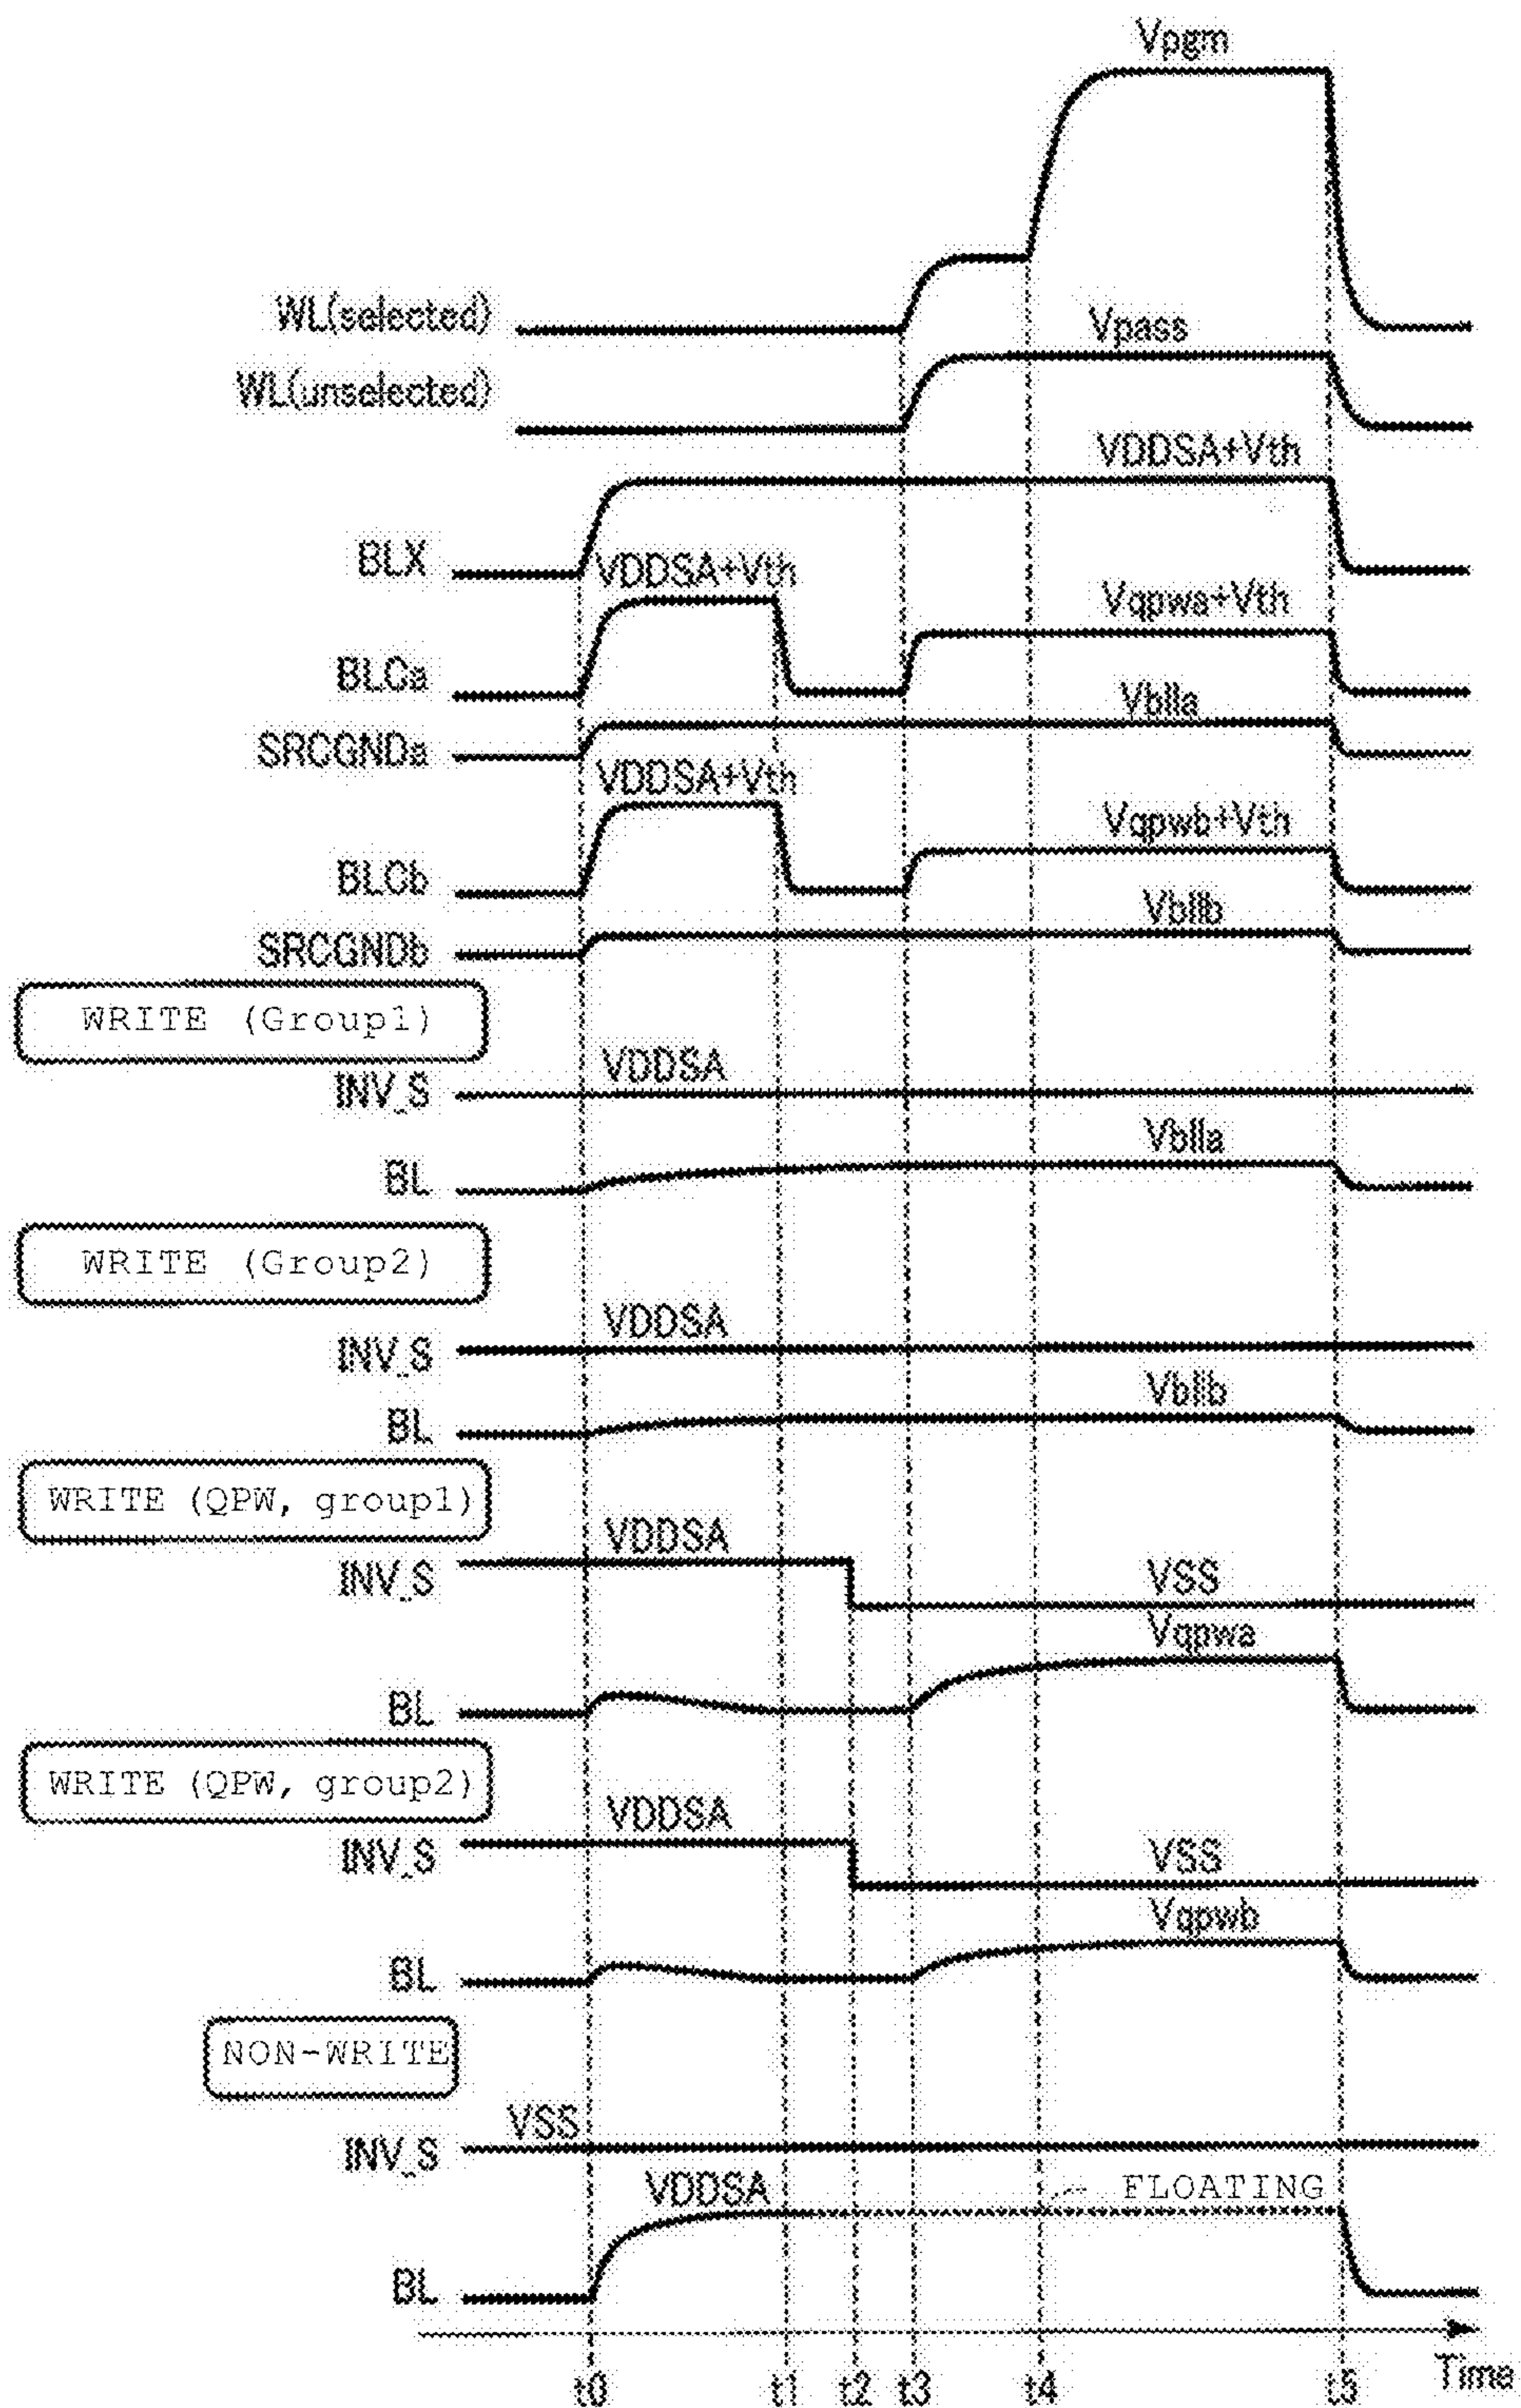 Vpgm
WL(selected)
Vpass
WL(unselected)
VDDSA+Vth
BLX
VDDSA+Vth
Vqpwa+Vth
BLCa
Vblla
SRCGNDa
VDDSA+Vth
Vqpwb+Vth
BLCb
Vbllb
SRCGNDb
WRITE (Group1)
VDDSA
INV_S
Vblla
BL
WRITE (Group2)
VDDSA
INV_S
Vbllb
BL
WRITE (QPW, group1)
VDDSA
INV_S
VSS
Vqpwa
BL
WRITE (QPW, group2)
VDDSA
INV_S
VSS
Vqpwb
BL
NON-WRITE
VSS
INV_S
VDDSA
FLOATING
BL
t0 t1 t2 t3 t4 t5 Time